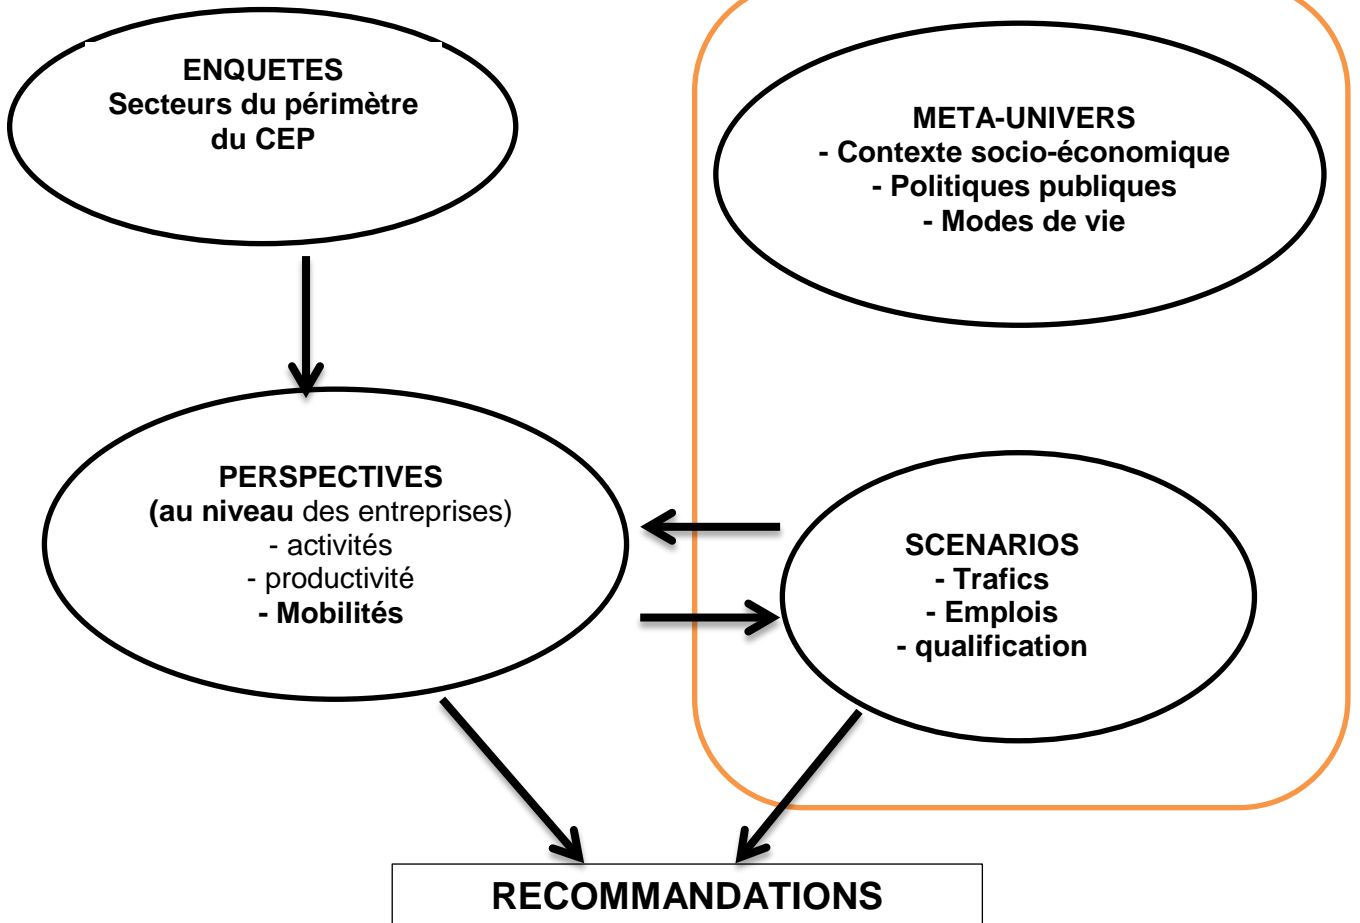 ENQUETES
Secteurs du périmètre
du CEP
META-UNIVERS
- Contexte socio-économique
- Politiques publiques
- Modes de vie
PERSPECTIVES
(au niveau des entreprises)
- activités
- productivité
- Mobilités
SCENARIOS
- Trafics
- Emplois
- qualification
RECOMMANDATIONS